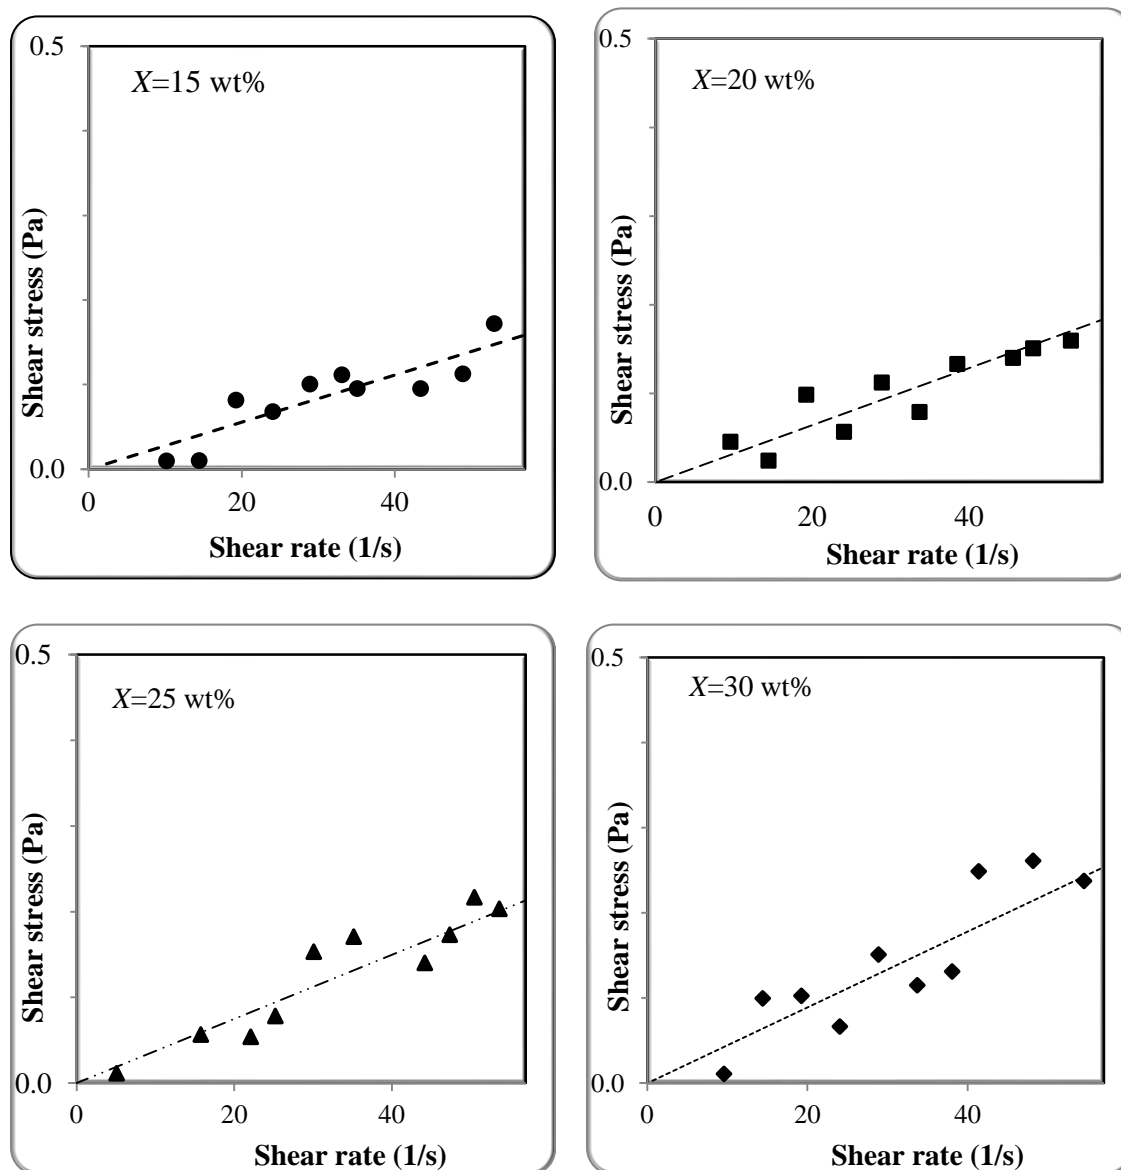 0.5
X=15 wt%
Shear stress (Pa)
0.0
0 20 40
Shear rate (1/s)
0.5
X=20 wt%
Shear stress (Pa)
0.0
0 20 40
Shear rate (1/s)
0.5
X=25 wt%
Shear stress (Pa)
0.0
0 20 40
Shear rate (1/s)
0.5
X=30 wt%
Shear stress (Pa)
0.0
0 20 40
Shear rate (1/s)